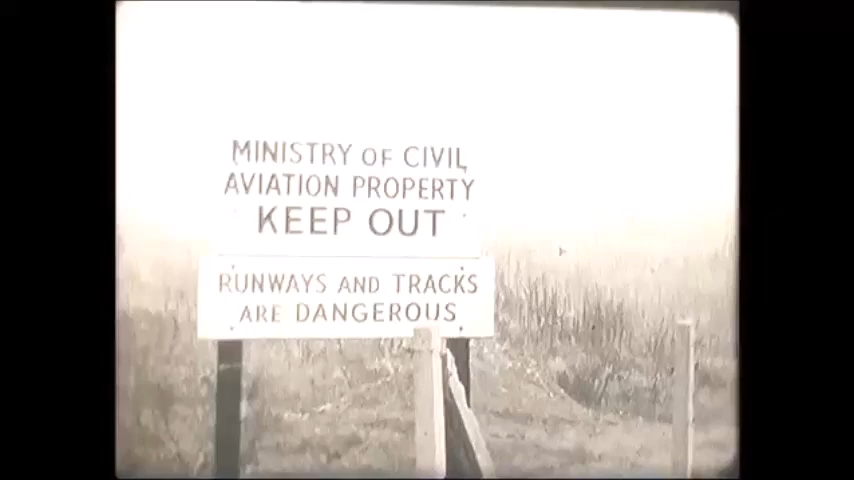 MINISTRY OF CIVIL
AVIATION PROPERTY
KEEP OUT
RUNWAYS AND TRACKS
ARE DANGEROUS